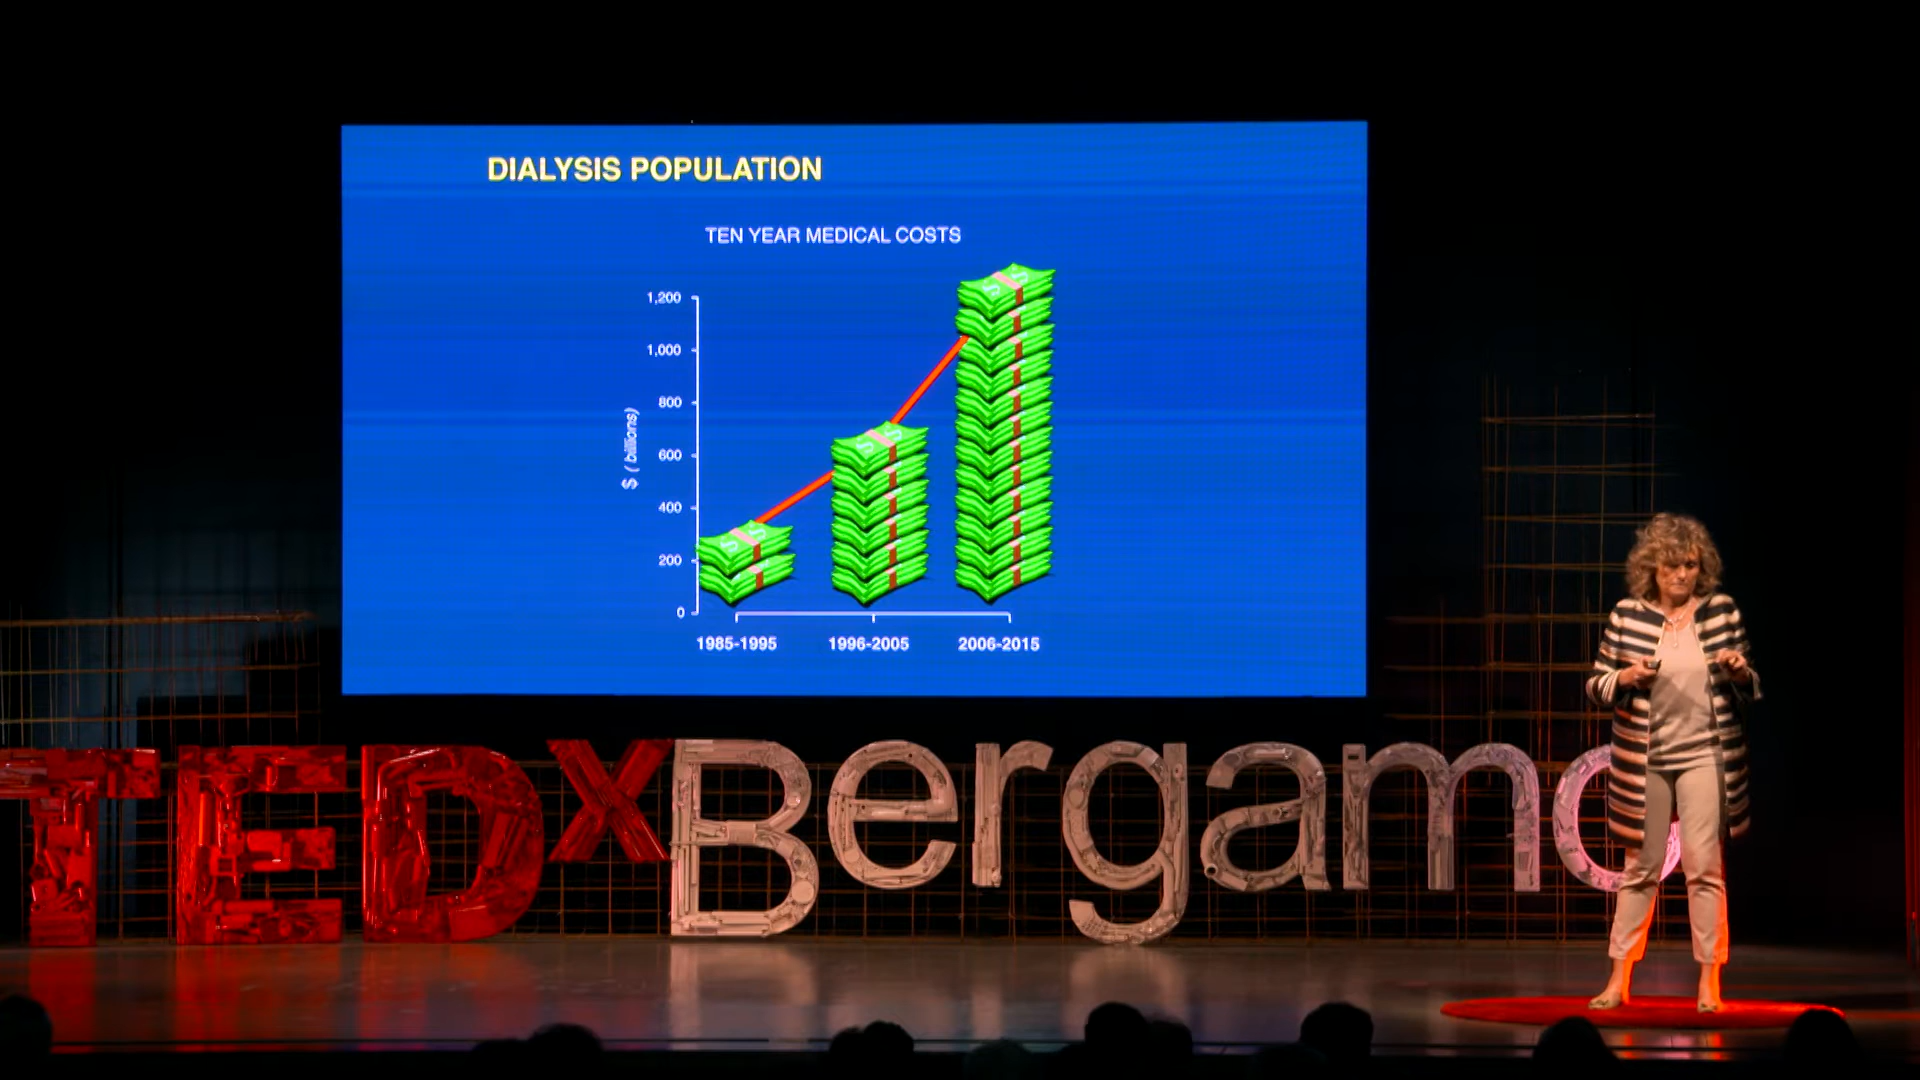 DIALYSIS POPULATION
TEN YEAR MEDICAL COSTS
1,200
1,000
800
600
400
200
0
$ ( billions)
1985-1995 1996-2005 2006-2015
TEDxBergamo